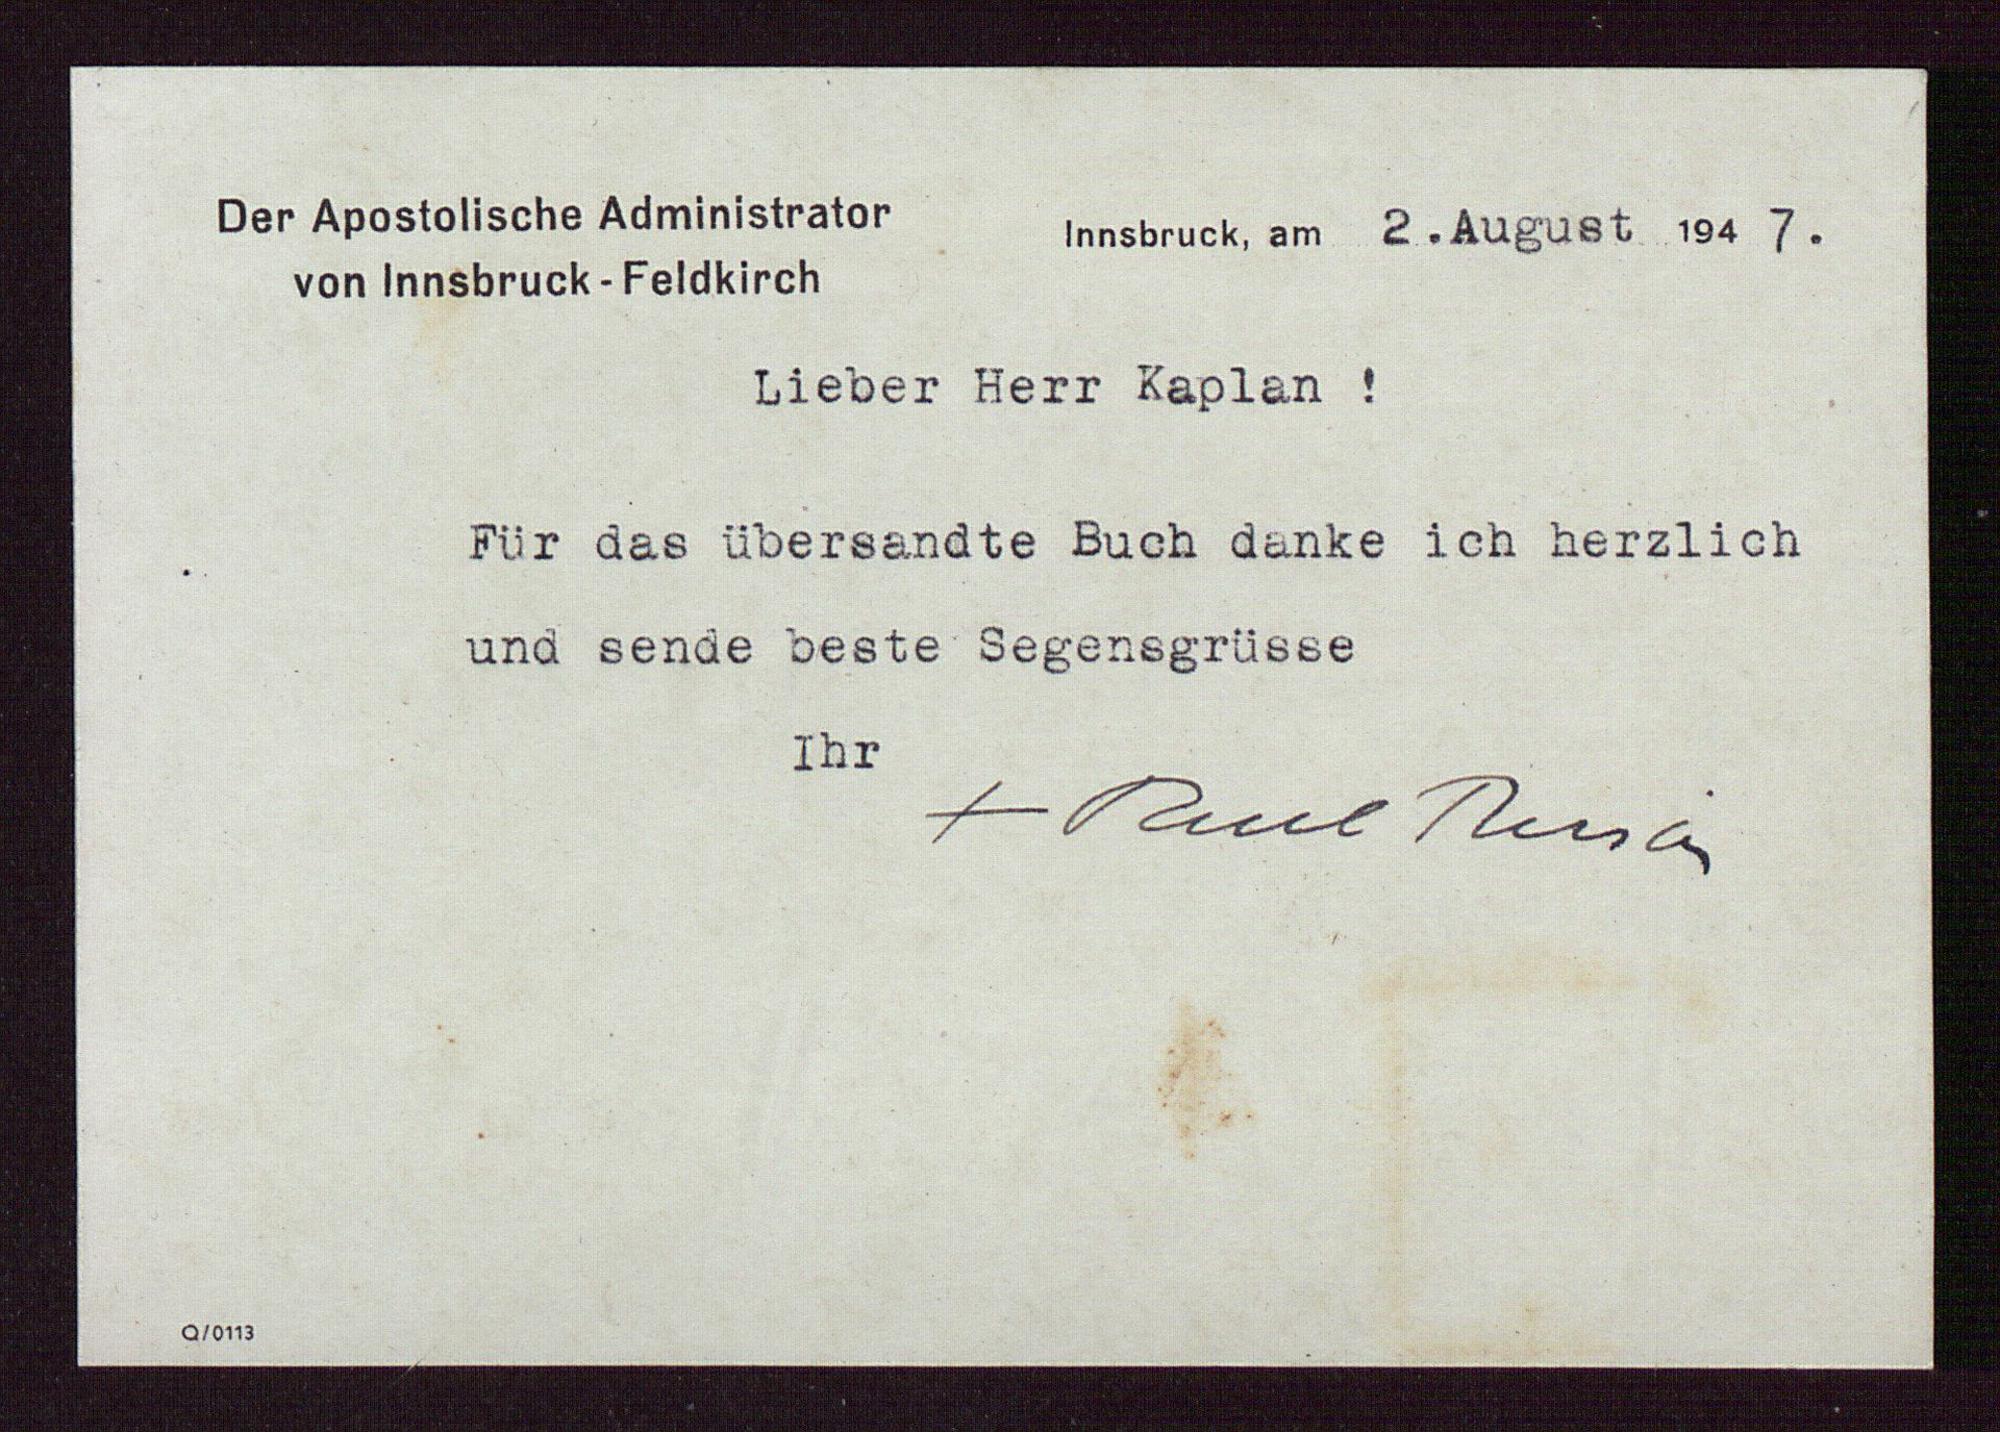 Der Apostolische Administrator
von Innsbruck-Feldkirch
Innsbruck, am 2.August 1947.
Lieber Herr Kaplan !
Für das übersandte Buch danke ich herzlich
und sende beste Segensgrüsse
Ihr
+ Paul Rusch
Q/0113